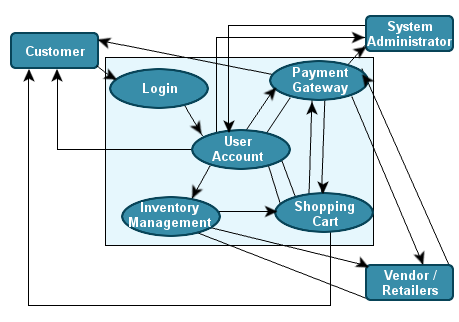 System
Administrator
Customer
Payment
Gateway
Login
User
Account
Inventory
Management
Shopping
Cart
Vendor /
Retailers